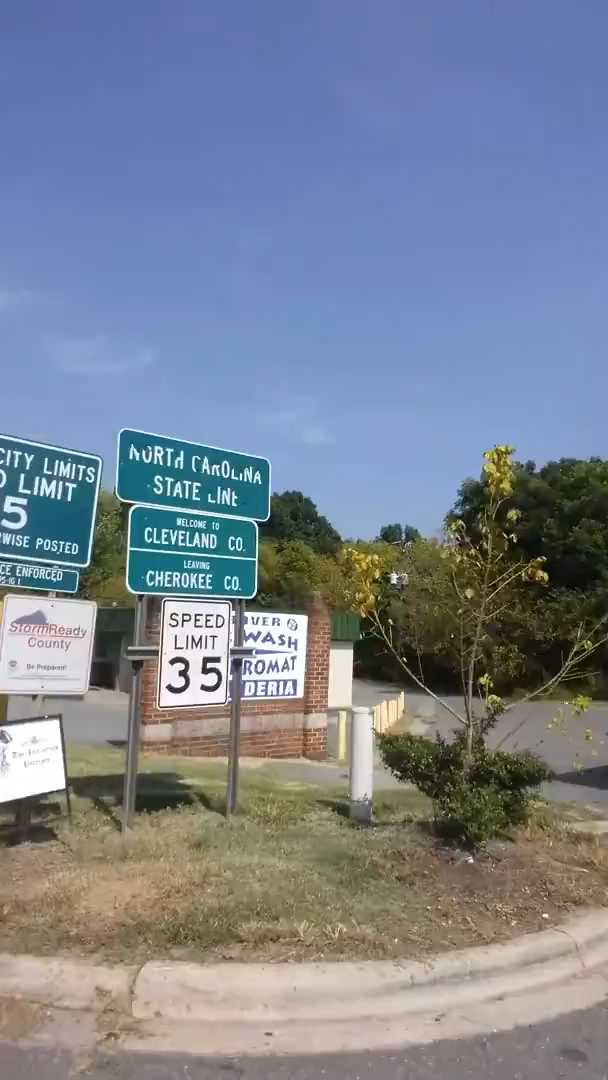 CITY LIMITS
LIMIT
5
WISE POSTED
CE ENFORCED
StormReady
County
Be Prepared!
NORTH CAROLINA
STATE LINE
WELCOME TO
CLEVELAND CO.
LEAVING
CHEROKEE CO.
SPEED
LIMIT
35
WASH
ROMAT
DERIA